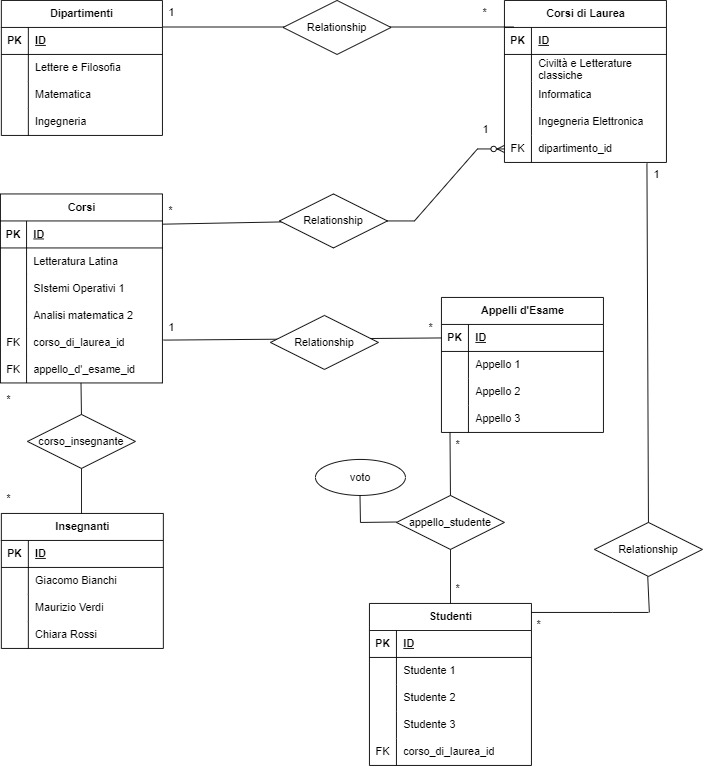 Dipartimenti
PK ID
Lettere e Filosofia
Matematica
Ingegneria
1
Relationship
*
Corsi di Laurea
PK ID
Civiltà e Letterature
classiche
Informatica
Ingegneria Elettronica
FK dipartimento_id
1
1
Corsi
PK ID
Letteratura Latina
SIstemi Operativi 1
Analisi matematica 2
FK corso_di_laurea_id
FK appello_d'_esame_id
*
Relationship
1
Relationship
*
Appelli d'Esame
PK ID
Appello 1
Appello 2
Appello 3
*
corso_insegnante
*
Insegnanti
PK ID
Giacomo Bianchi
Maurizio Verdi
Chiara Rossi
*
voto
appello_studente
*
Relationship
*
Studenti
PK ID
Studente 1
Studente 2
Studente 3
FK corso_di_laurea_id